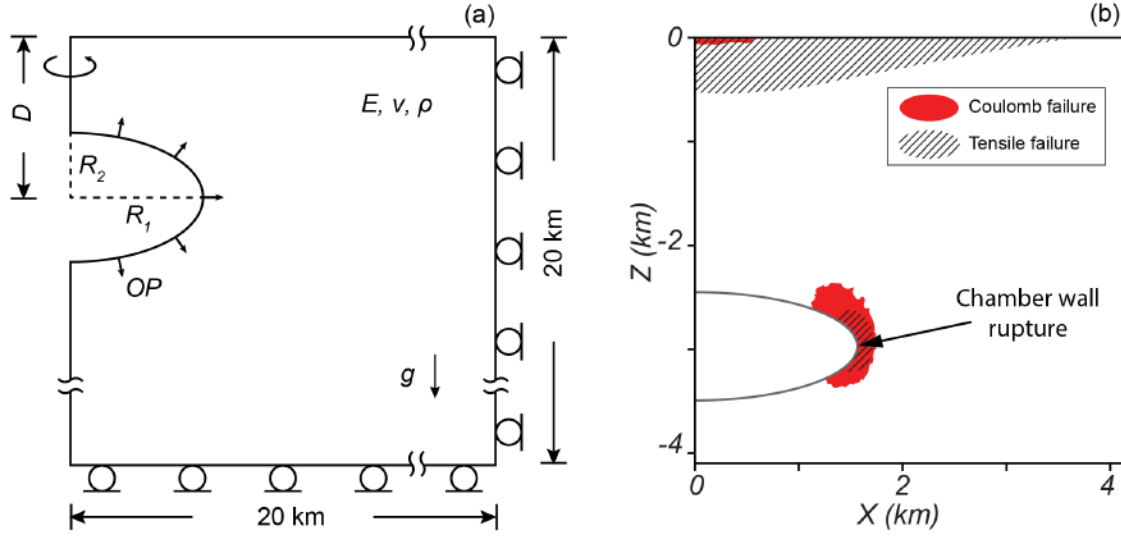 (a)
D
E, v, ρ
R2
R1
OP
g
20 km
20 km
(b)
0
-2
-4
Z (km)
Coulomb failure
Tensile failure
Chamber wall
rupture
0
2
4
X (km)